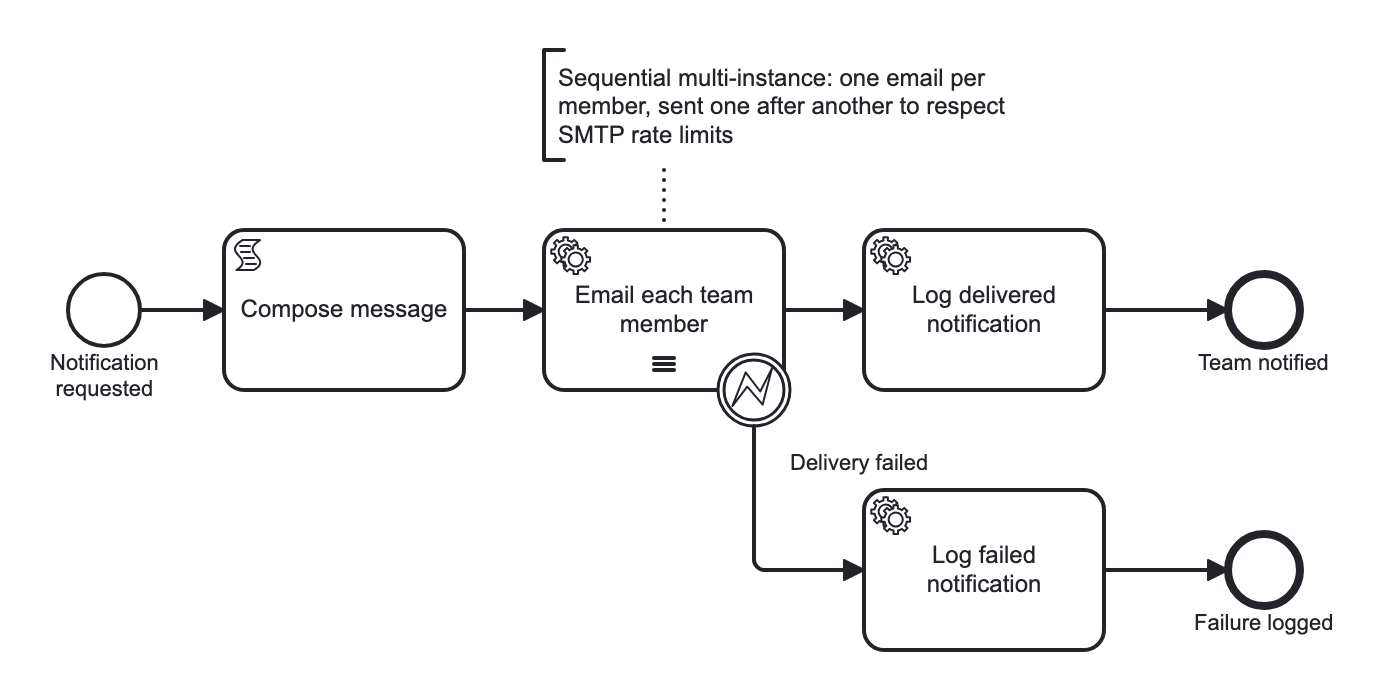 Sequential multi-instance: one email per
member, sent one after another to respect
SMTP rate limits
Notification
requested
Compose message
Email each team
member
Log delivered
notification
Team notified
Delivery failed
Log failed
notification
Failure logged